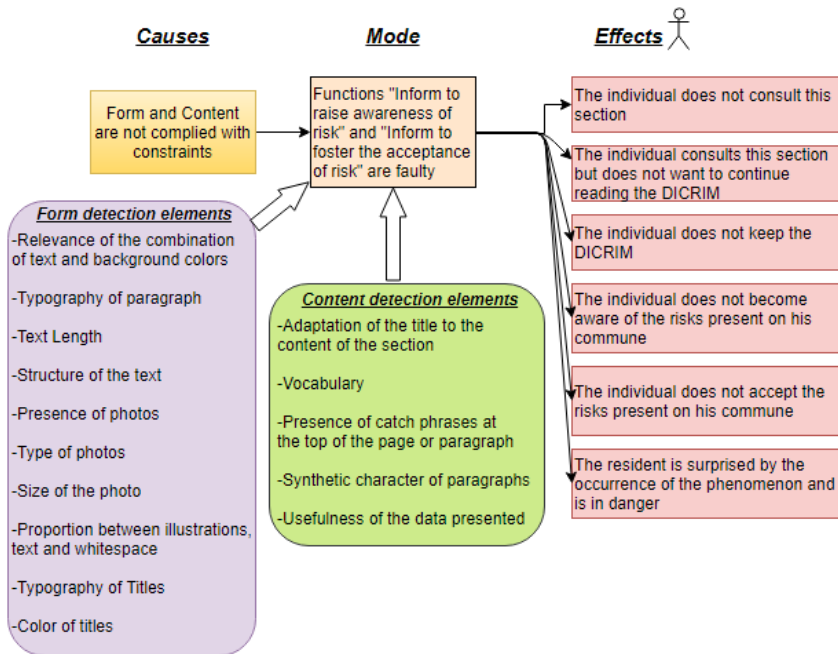 Causes
Mode
Effects
Form and Content
are not complied with
constraints
Functions "Inform to
raise awareness of
risk" and "Inform to
foster the acceptance
of risk" are faulty
The individual does not consult this
section
The individual consults this section
but does not want to continue
reading the DICRIM
The individual does not keep the
DICRIM
The individual does not become
aware of the risks present on his
commune
The individual does not accept the
risks present on his commune
The resident is surprised by the
occurrence of the phenomenon and
is in danger
Form detection elements
-Relevance of the combination
of text and background colors
-Typography of paragraph
-Text Length
-Structure of the text
-Presence of photos
-Type of photos
-Size of the photo
-Proportion between illustrations,
text and whitespace
-Typography of Titles
-Color of titles
Content detection elements
-Adaptation of the title to the
content of the section
-Vocabulary
-Presence of catch phrases at
the top of the page or paragraph
-Synthetic character of paragraphs
-Usefulness of the data presented